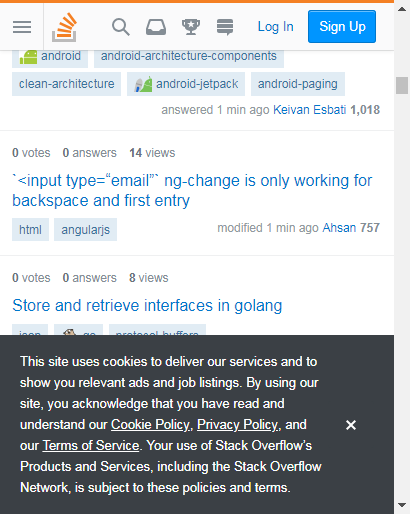 Log In Sign Up
android android-architecture-components
clean-architecture android-jetpack android-paging
answered 1 min ago Keivan Esbati 1,018
0 votes 0 answers 14 views
`<input type=“email”` ng-change is only working for
backspace and first entry
html angularjs modified 1 min ago Ahsan 757
0 votes 0 answers 8 views
Store and retrieve interfaces in golang
json go protocol-buffers
This site uses cookies to deliver our services and to
show you relevant ads and job listings. By using our
site, you acknowledge that you have read and
understand our Cookie Policy, Privacy Policy, and
our Terms of Service. Your use of Stack Overflow’s
Products and Services, including the Stack Overflow
Network, is subject to these policies and terms.